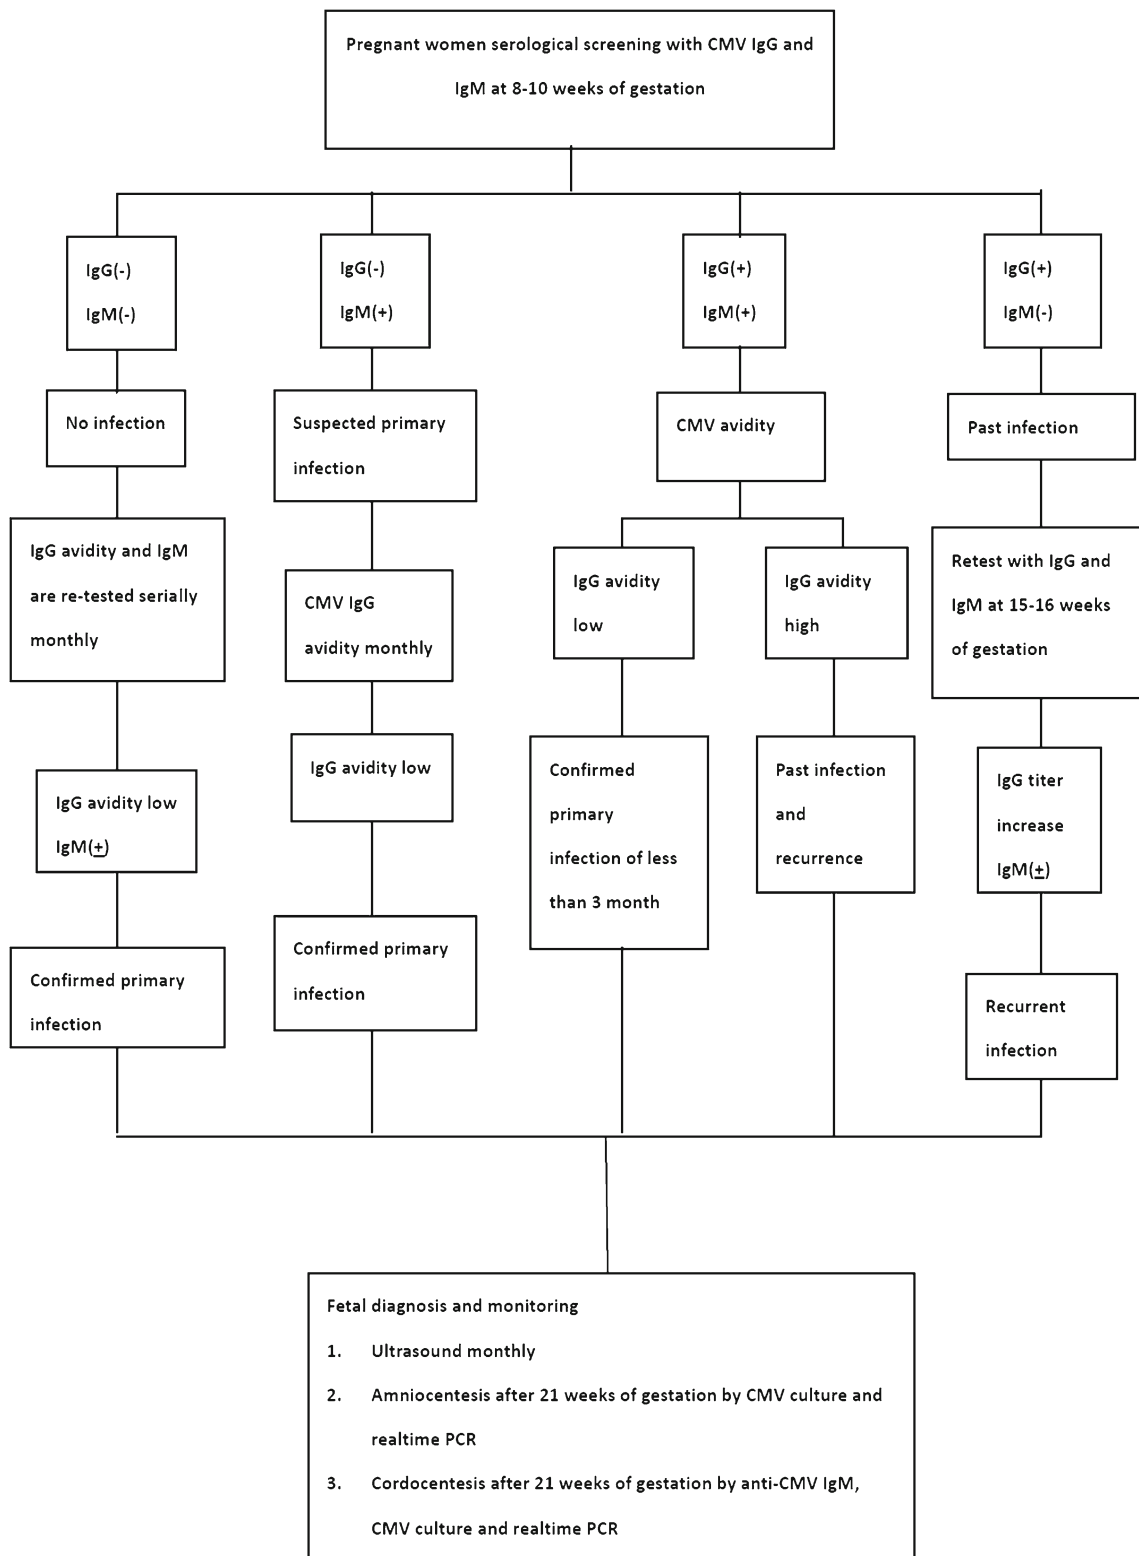 Pregnant women serological screening with CMV IgG and
IgM at 8-10 weeks of gestation
IgG(-)
IgM(-)
IgG(-)
IgM(+)
IgG(+)
IgM(+)
IgG(+)
IgM(-)
No infection
Suspected primary
infection
CMV avidity
Past infection
IgG avidity and IgM
are re-tested serially
monthly
CMV IgG
avidity monthly
IgG avidity
low
IgG avidity
high
Retest with IgG and
IgM at 15-16 weeks
of gestation
IgG avidity low
IgM(±)
IgG avidity low
Confirmed
primary
infection of less
than 3 month
Past infection
and
recurrence
IgG titer
increase
IgM(±)
Confirmed primary
infection
Confirmed primary
infection
Recurrent
infection
Fetal diagnosis and monitoring
1. Ultrasound monthly
2. Amniocentesis after 21 weeks of gestation by CMV culture and
realtime PCR
3. Cordocentesis after 21 weeks of gestation by anti-CMV IgM,
CMV culture and realtime PCR